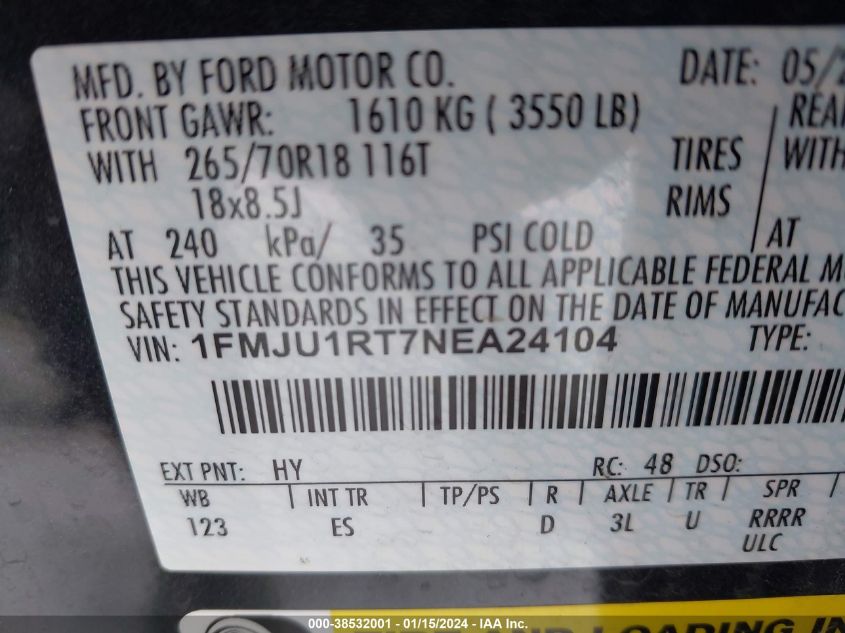 MFD. BY FORD MOTOR CO. DATE: 05/
FRONT GAWR: 1610 KG ( 3550 LB)
WITH 265/70R18 116T TIRES WITH
18x8.5J RIMS
AT 240 kPa/ 35 PSI COLD AT
THIS VEHICLE CONFORMS TO ALL APPLICABLE FEDERAL
SAFETY STANDARDS IN EFFECT ON THE DATE OF
VIN: 1FMJU1RT7NEA24104 TYPE:
EXT PNT: HY RC: 48 DSO:
WB INT TR TP/PS R AXLE TR SPR
123 ES D 3L U RRRR
ULC
000-38532001 - 01/15/2024 - IAA Inc.
AND LOADING